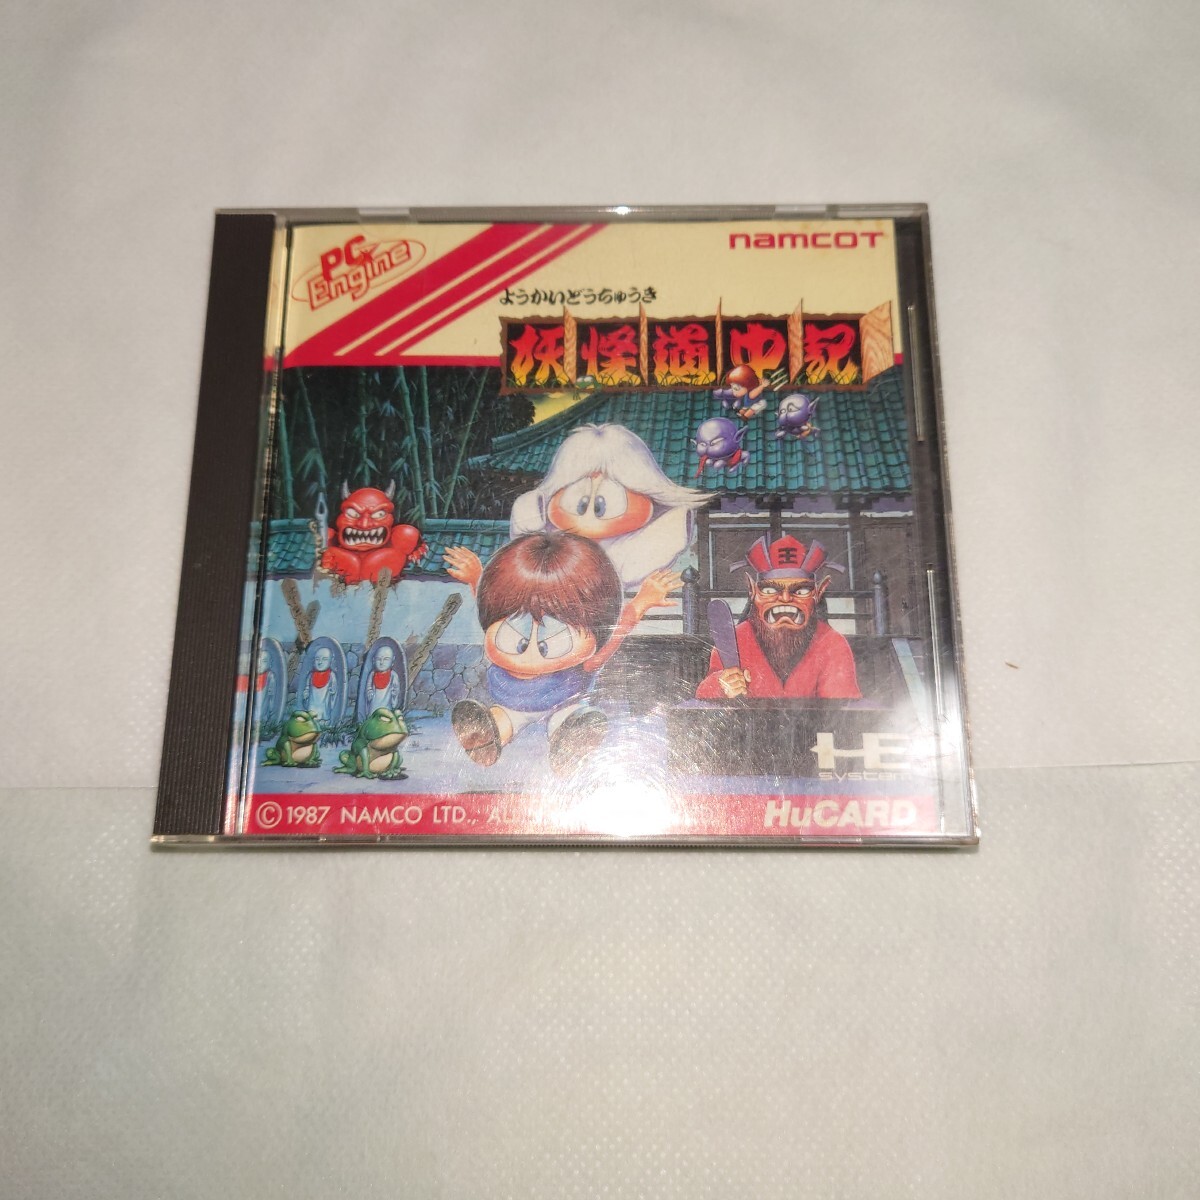 PC Engine
namcoT
ようかいどうちゅうき
妖怪道中記
王
HE
system
© 1987 NAMCO LTD.,
HuCARD